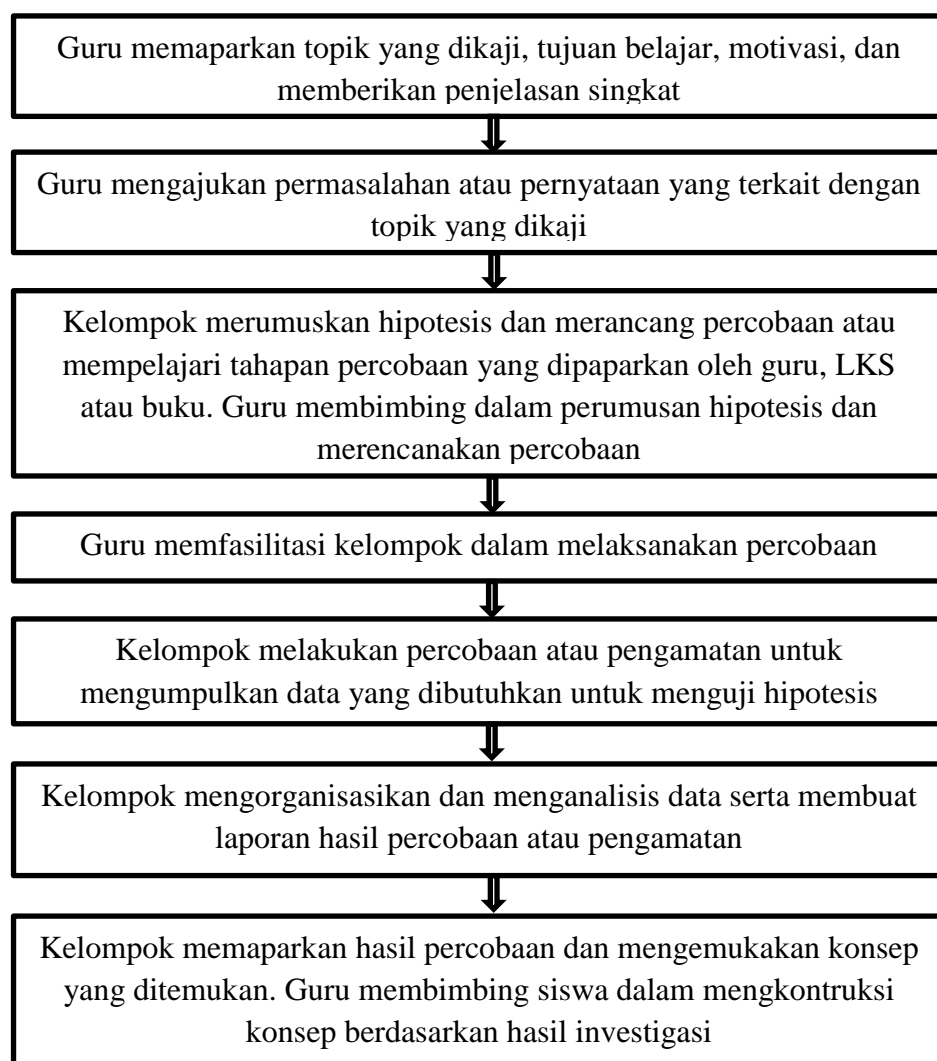 Guru memaparkan topik yang dikaji, tujuan belajar, motivasi, dan
memberikan penjelasan singkat
Guru mengajukan permasalahan atau pernyataan yang terkait dengan
topik yang dikaji
Kelompok merumuskan hipotesis dan merancang percobaan atau
mempelajari tahapan percobaan yang dipaparkan oleh guru, LKS
atau buku. Guru membimbing dalam perumusan hipotesis dan
merencanakan percobaan
Guru memfasilitasi kelompok dalam melaksanakan percobaan
Kelompok melakukan percobaan atau pengamatan untuk
mengumpulkan data yang dibutuhkan untuk menguji hipotesis
Kelompok mengorganisasikan dan menganalisis data serta membuat
laporan hasil percobaan atau pengamatan
Kelompok memaparkan hasil percobaan dan mengemukakan konsep
yang ditemukan. Guru membimbing siswa dalam mengkontruksi
konsep berdasarkan hasil investigasi